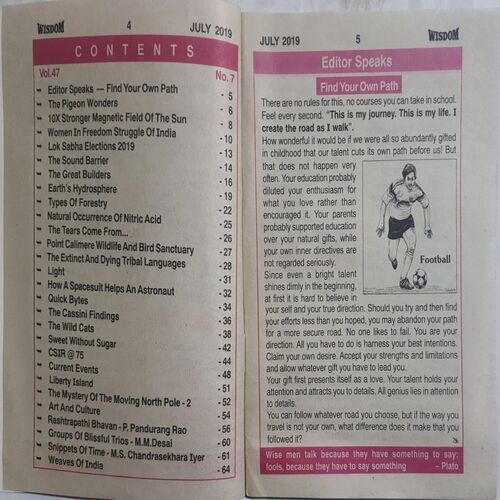 WISDOM 4 JULY 2019
CONTENTS
Vol.47 No. 7
Editor Speaks — Find Your Own Path - 5
The Pigeon Wonders - 6
10X Stronger Magnetic Field Of The Sun - 8
Women In Freedom Struggle Of India - 10
Lok Sabha Elections 2019 - 13
The Sound Barrier - 14
The Great Builders - 16
Earth's Hydrosphere - 19
Types Of Forestry - 22
Natural Occurrence Of Nitric Acid - 25
The Tears Come From... - 26
Point Calimere Wildlife And Bird Sanctuary - 27
The Extinct And Dying Tribal Languages - 28
Light - 31
How A Spacesuit Helps An Astronaut - 32
Quick Bytes - 34
The Cassini Findings - 36
The Wild Cats - 38
Sweet Without Sugar - 42
CSIR @ 75 - 44
Current Events - 48
Liberty Island - 51
The Mystery Of The Moving North Pole - 2 - 52
Art And Culture - 54
Rashtrapathi Bhavan - P. Pandurang Rao - 56
Groups Of Blissful Trios - M.M.Desai - 60
Snippets Of Time - M.S. Chandrasekhara Iyer - 61
Weaves Of India - 64
JULY 2019 5 WISDOM
Editor Speaks
Find Your Own Path
There are no rules for this, no courses you can take in school.
Feel every second. "This is my journey. This is my life. I
create the road as I walk".
How wonderful it would be if we were all so abundantly gifted
in childhood that our talent cuts its own path before us! But
that does not happen very
often. Your education probably
diluted your enthusiasm for
what you love rather than
encouraged it. Your parents
probably supported education
over your natural gifts, while
your own inner directives are
not regarded seriously.
Football
Since even a bright talent
shines dimly in the beginning,
at first it is hard to believe in
your self and your true direction. Should you try and then find
your efforts less than you hoped, you may abandon your path
for a more secure road. No one likes to fail. You are your
direction. All you have to do is harness your best intentions.
Claim your own desire. Accept your strengths and limitations
and allow whatever gift you have to lead you.
Your gift first presents itself as a love. Your talent holds your
attention and attracts you to details. All genius lies in attention
to details.
You can follow whatever road you choose, but if the way you
travel is not your own, what difference does it make that you
followed it?
Wise men talk because they have something to say;
fools, because they have to say something – Plato